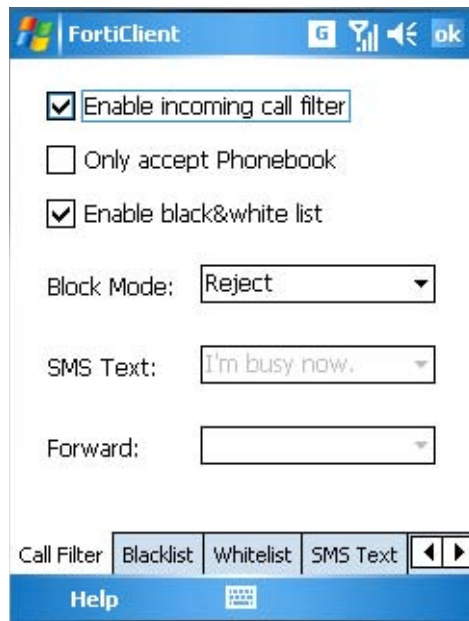 FortiClient G ok
Enable incoming call filter
Only accept Phonebook
Enable black&white list
Block Mode: Reject
SMS Text: I'm busy now.
Forward:
Call Filter Blacklist Whitelist SMS Text
Help